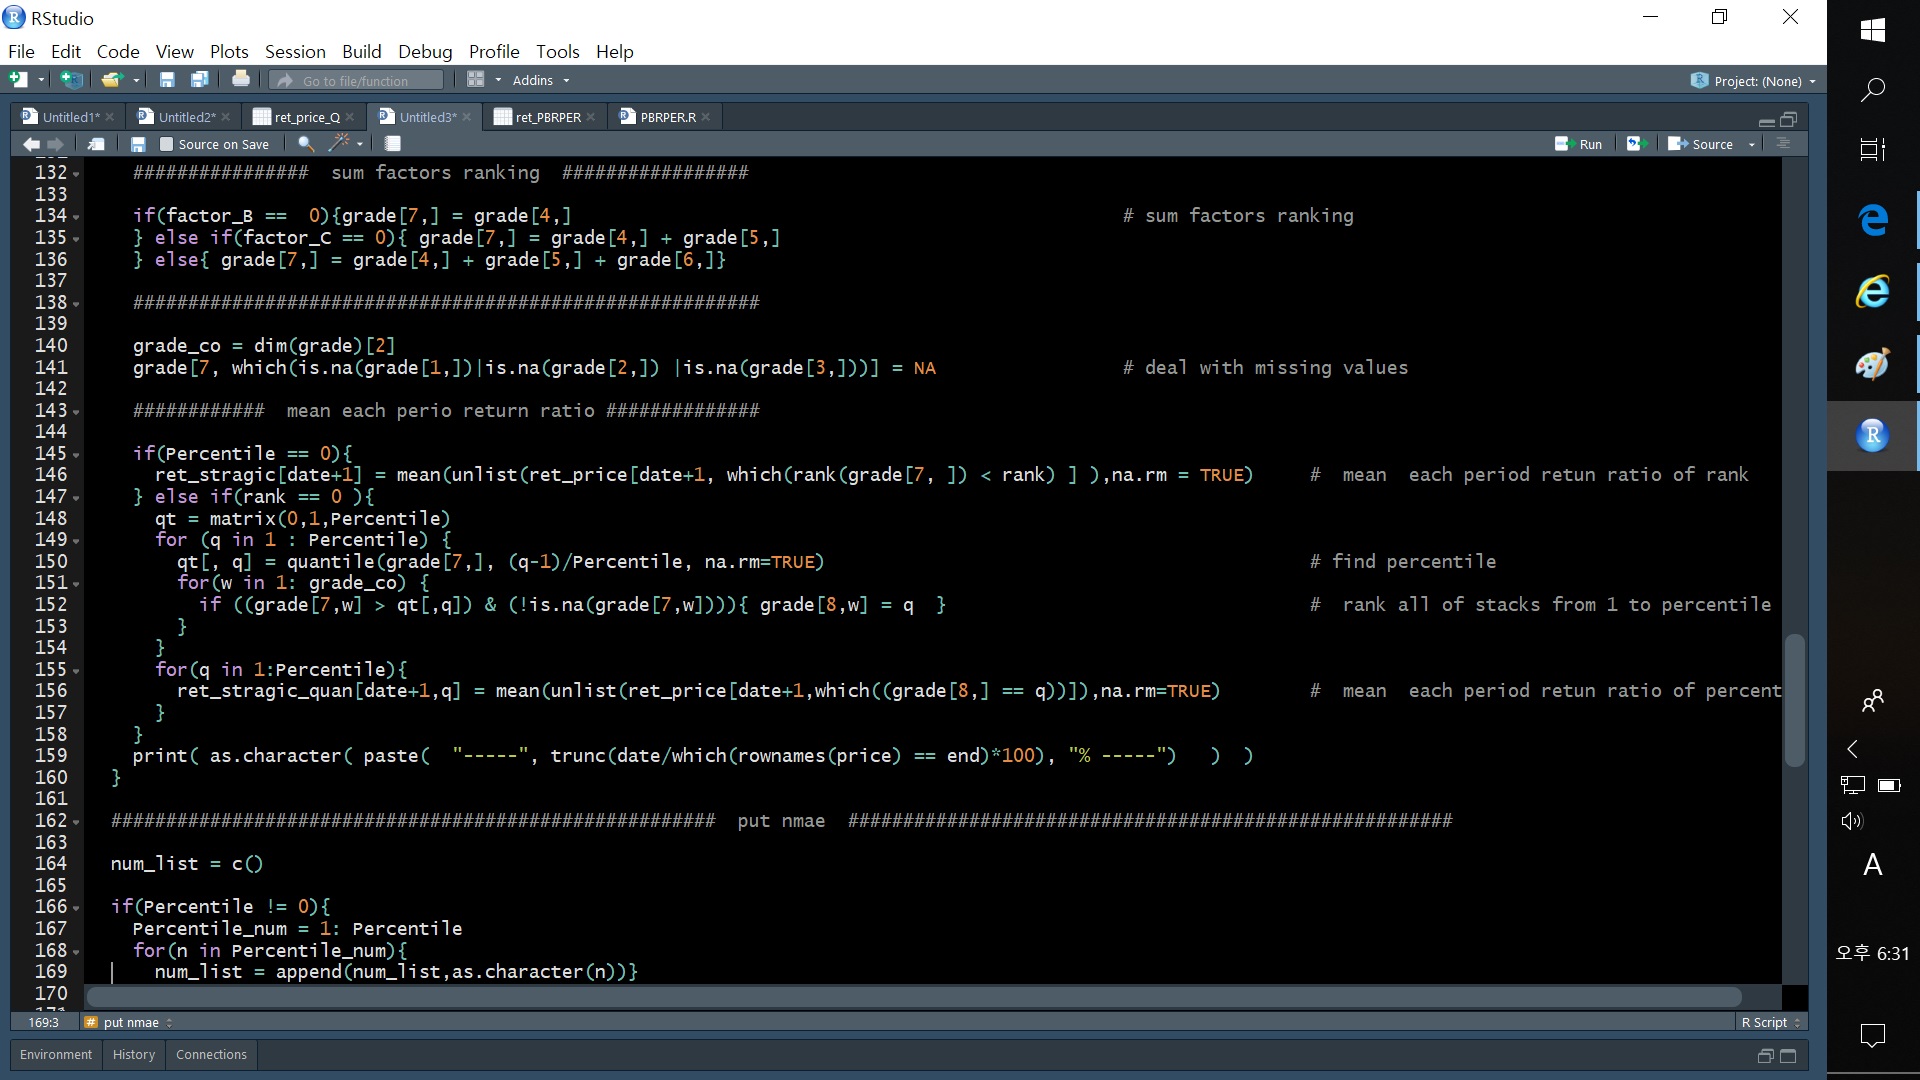 RStudio
File Edit Code View Plots Session Build Debug Profile Tools Help
Go to file/function Addins Project: (None)
Untitled1* Untitled2* ret_price_Q Untitled3* ret_PBRPER PBRPER.R
Source on Save Run Source
132 ################ sum factors ranking #################
133
134 if(factor_B == 0){grade[7,] = grade[4,] # sum factors ranking
135 } else if(factor_C == 0){ grade[7,] = grade[4,] + grade[5,]
136 } else{ grade[7,] = grade[4,] + grade[5,] + grade[6,]}
137
138 #########################################################
139
140 grade_co = dim(grade)[2]
141 grade[7, which(is.na(grade[1,])|is.na(grade[2,]) |is.na(grade[3,]))] = NA # deal with missing values
142
143 ############ mean each perio return ratio ##############
144
145 if(Percentile == 0){
146 ret_stragic[date+1] = mean(unlist(ret_price[date+1, which(rank(grade[7, ]) < rank) ] ),na.rm = TRUE) # mean each period retun ratio of rank
147 } else if(rank == 0 ){
148 qt = matrix(0,1,Percentile)
149 for (q in 1 : Percentile) {
150 qt[, q] = quantile(grade[7,], (q-1)/Percentile, na.rm=TRUE) # find percentile
151 for(w in 1: grade_co) {
152 if ((grade[7,w] > qt[,q]) & (!is.na(grade[7,w]))){ grade[8,w] = q } # rank all of stacks from 1 to percentile
153 }
154 }
155 for(q in 1:Percentile){
156 ret_stragic_quan[date+1,q] = mean(unlist(ret_price[date+1,which((grade[8,] == q))]),na.rm=TRUE) # mean each period retun ratio of percent
157 }
158 }
159 print( as.character( paste( "-----", trunc(date/which(rownames(price) == end)*100), "% -----") ) )
160 }
161
162 ####################################################### put nmae #######################################################
163
164 num_list = c()
165
166 if(Percentile != 0){
167 Percentile_num = 1: Percentile
168 for(n in Percentile_num){
169 num_list = append(num_list,as.character(n))}
170
169:3 # put nmae R Script
Environment History Connections
A
오후 6:31